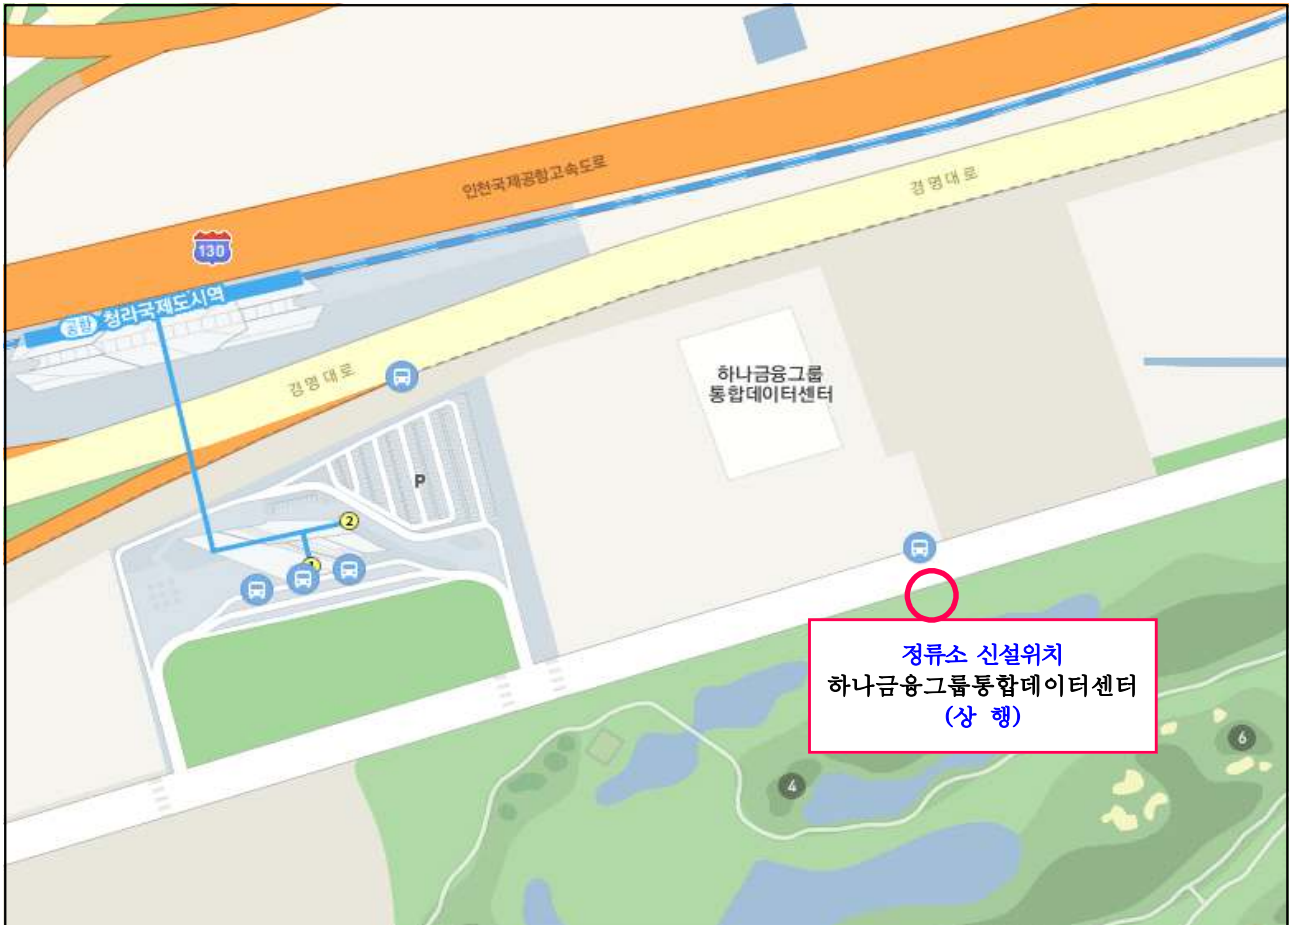 인천국제공항고속도로
경명대로
130
공항 청라국제도시역
경명대로
하나금융그룹
통합데이터센터
P
2
1
정류소 신설위치
하나금융그룹통합데이터센터
(상 행)
6
4